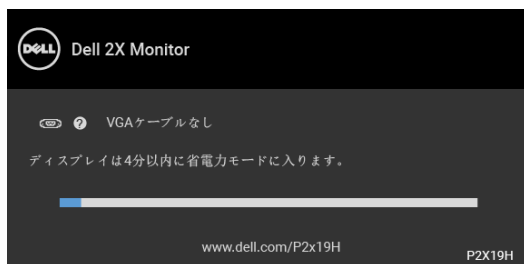 DELL
Dell 2X Monitor
VGAケーブルなし
ディスプレイは4分以内に省電力モードに入ります。
www.dell.com/P2x19H
P2X19H